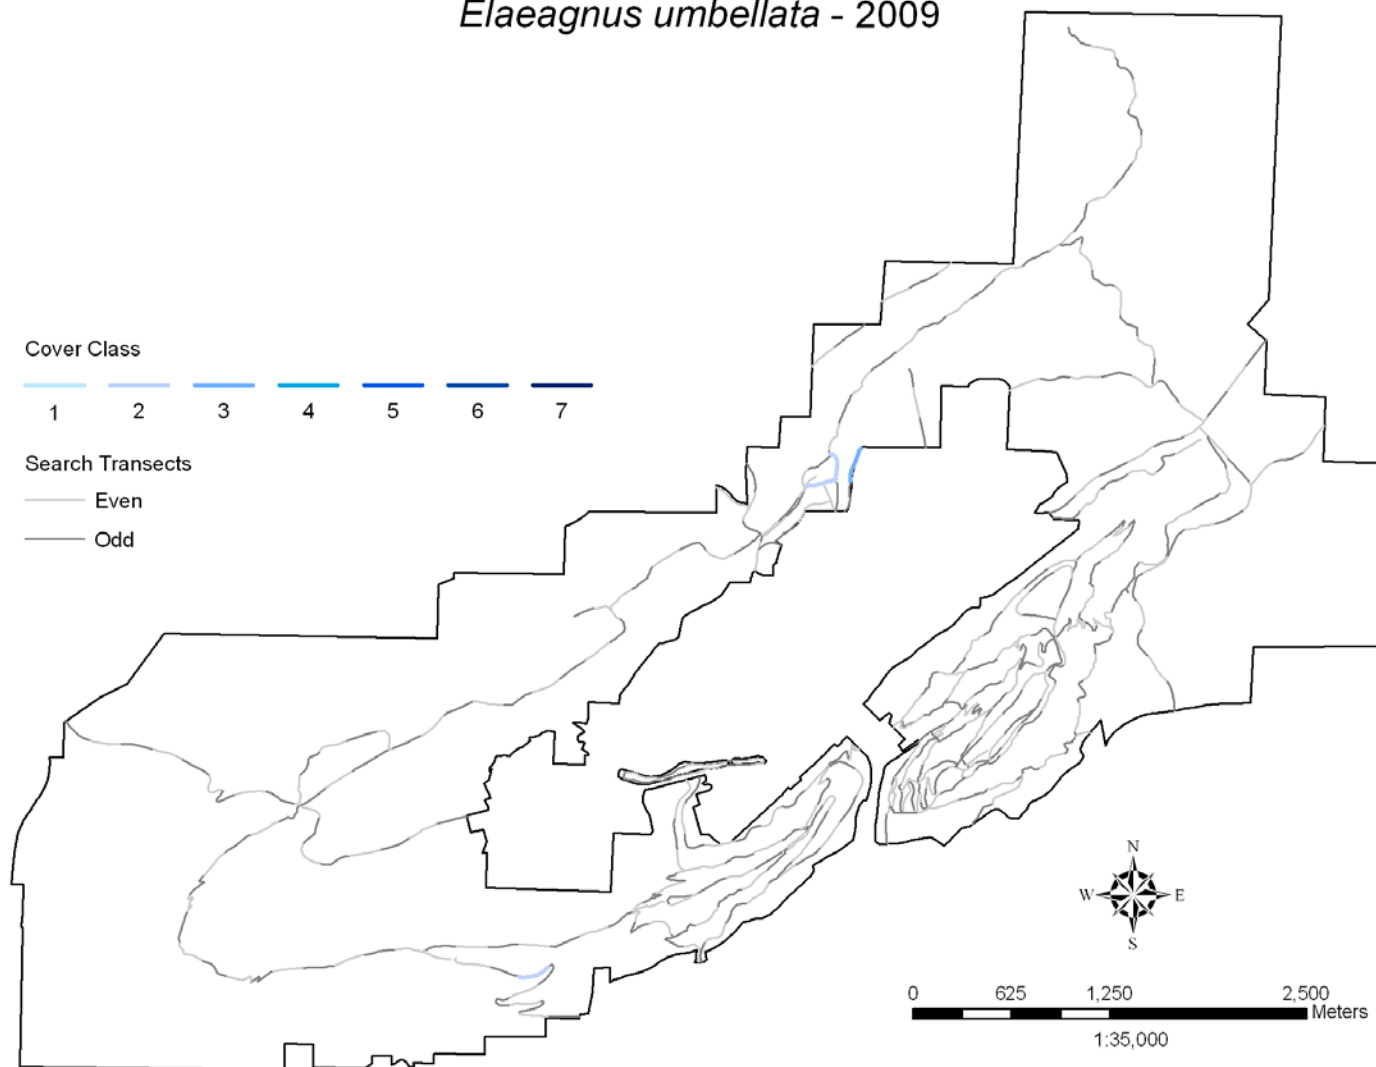 Elaeagnus umbellata - 2009
Cover Class
1 2 3 4 5 6 7
Search Transects
Even
Odd
N
W E
S
0 625 1,250 2,500
Meters
1:35,000